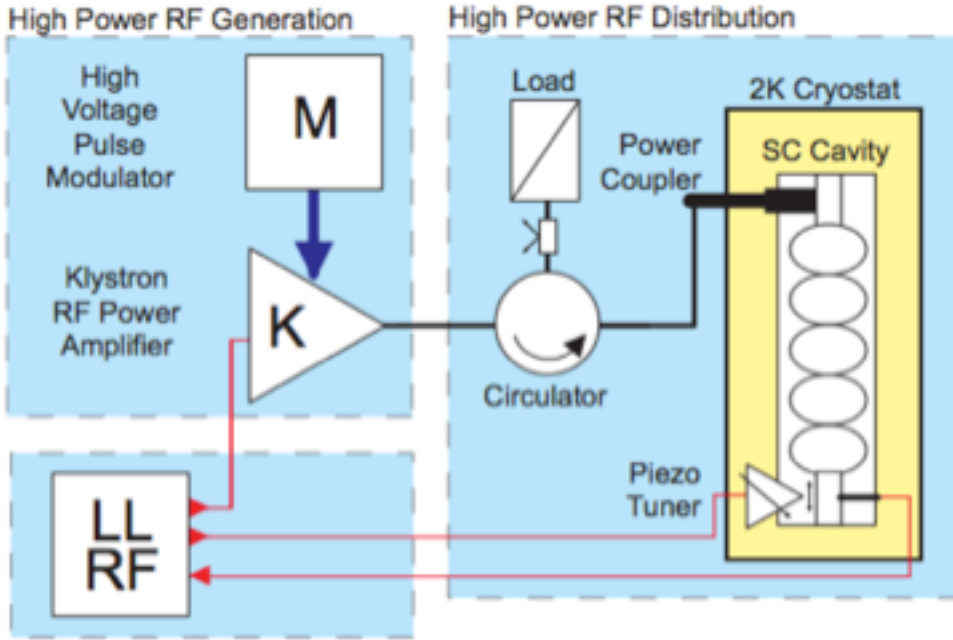 High Power RF Generation
High Power RF Distribution
High
Voltage
Pulse
Modulator
M
Load
2K Cryostat
Power
Coupler
SC Cavity
Klystron
RF Power
Amplifier
K
Circulator
Piezo
Tuner
LL
RF